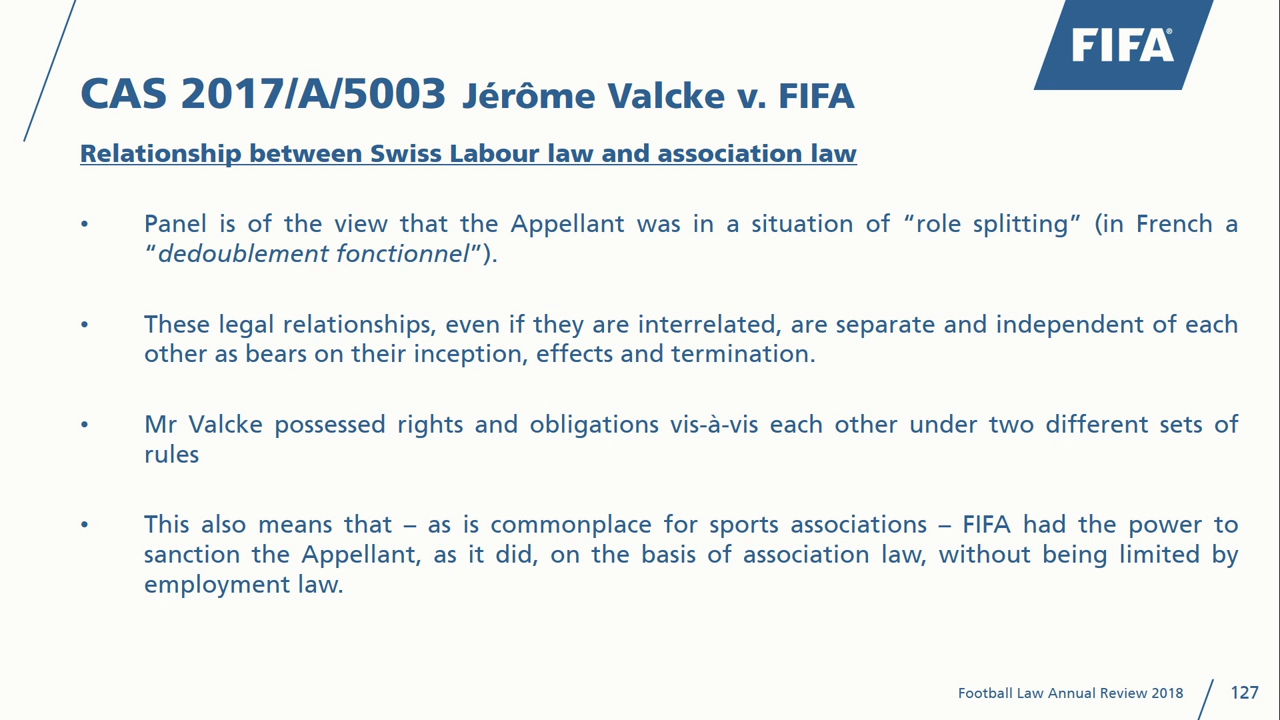 FIFA®
CAS 2017/A/5003 Jérôme Valcke v. FIFA
Relationship between Swiss Labour law and association law
• Panel is of the view that the Appellant was in a situation of “role splitting” (in French a
“dedoublement fonctionnel”).
• These legal relationships, even if they are interrelated, are separate and independent of each
other as bears on their inception, effects and termination.
• Mr Valcke possessed rights and obligations vis-à-vis each other under two different sets of
rules
• This also means that – as is commonplace for sports associations – FIFA had the power to
sanction the Appellant, as it did, on the basis of association law, without being limited by
employment law.
Football Law Annual Review 2018
127